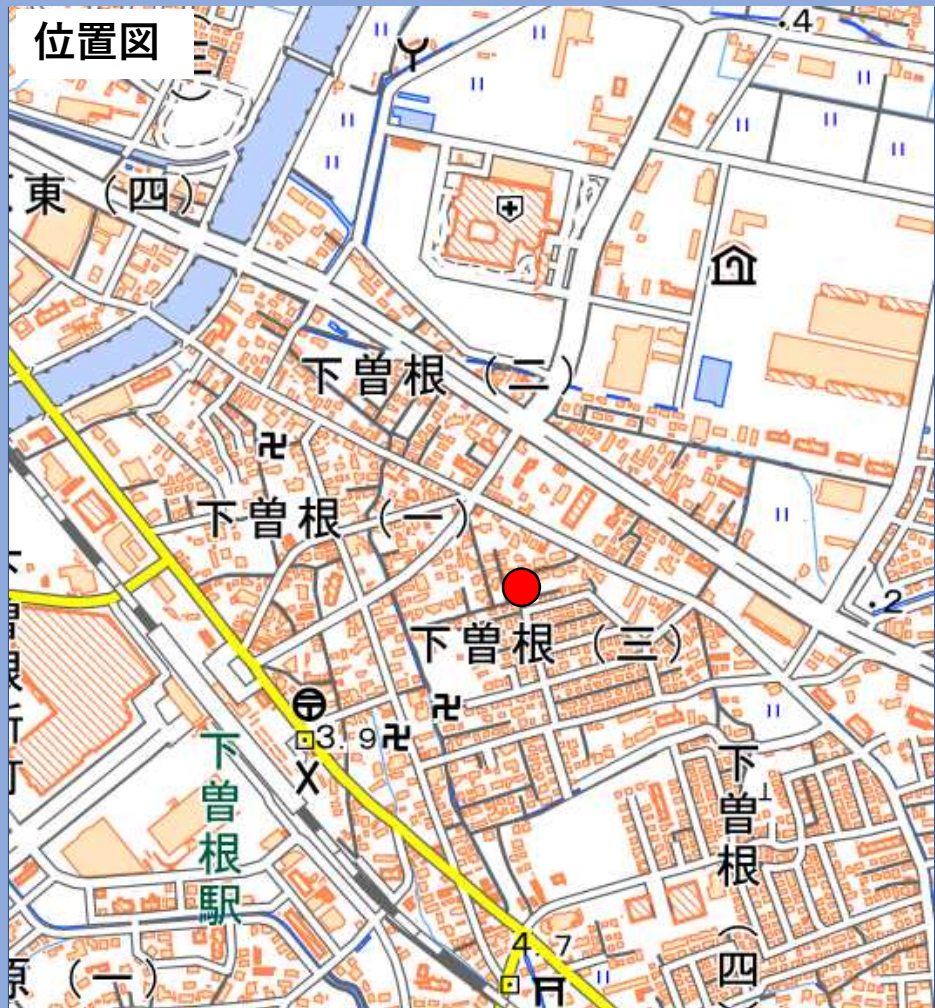 位置図
.4
東(四)
下曽根(二)
下曽根(一)
.2
下曽根(三)
3.9
下曽根駅
下曽根(四
4.7
原(一)